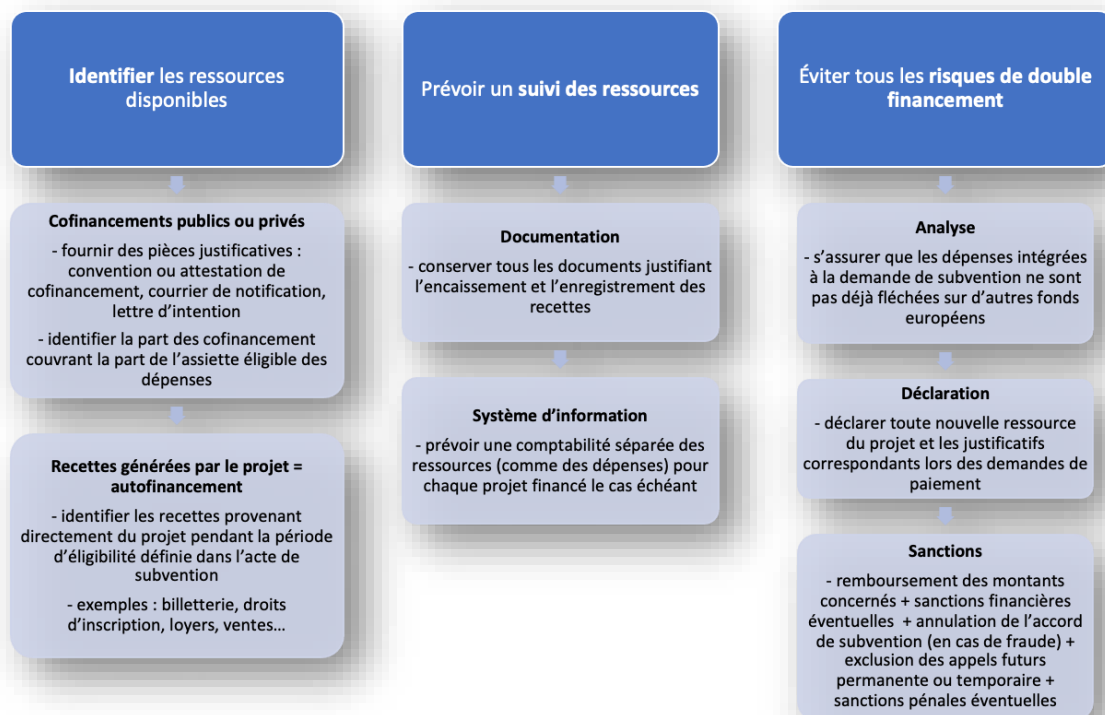 Identifier les ressources
disponibles
Cofinancements publics ou privés
- fournir des pièces justificatives :
convention ou attestation de
cofinancement, courrier de notification,
lettre d’intention
- identifier la part des cofinancement
couvrant la part de l’assiette éligible des
dépenses
Recettes générées par le projet =
autofinancement
- identifier les recettes provenant
directement du projet pendant la période
d’éligibilité définie dans l’acte de
subvention
- exemples : billetterie, droits
d’inscription, loyers, ventes…
Prévoir un suivi des ressources
Documentation
- conserver tous les documents justifiant
l’encaissement et l’enregistrement des
recettes
Système d’information
- prévoir une comptabilité séparée des
ressources (comme des dépenses) pour
chaque projet financé le cas échéant
Éviter tous les risques de double
financement
Analyse
- s’assurer que les dépenses intégrées
à la demande de subvention ne sont
pas déjà fléchées sur d’autres fonds
européens
Déclaration
- déclarer toute nouvelle ressource
du projet et les justificatifs
correspondants lors des demandes de
paiement
Sanctions
- remboursement des montants
concernés + sanctions financières
éventuelles + annulation de l’accord
de subvention (en cas de fraude) +
exclusion des appels futurs
permanente ou temporaire +
sanctions pénales éventuelles